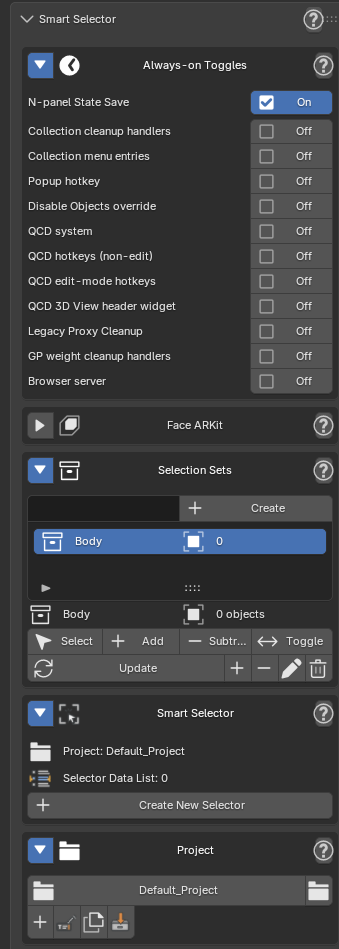 Smart Selector
Always-on Toggles
N-panel State Save On
Collection cleanup handlers Off
Collection menu entries Off
Popup hotkey Off
Disable Objects override Off
QCD system Off
QCD hotkeys (non-edit) Off
QCD edit-mode hotkeys Off
QCD 3D View header widget Off
Legacy Proxy Cleanup Off
GP weight cleanup handlers Off
Browser server Off
Face ARKit
Selection Sets
Create
Body 0
Body 0 objects
Select Add Subtr... Toggle
Update
Smart Selector
Project: Default_Project
Selector Data List: 0
Create New Selector
Project
Default_Project